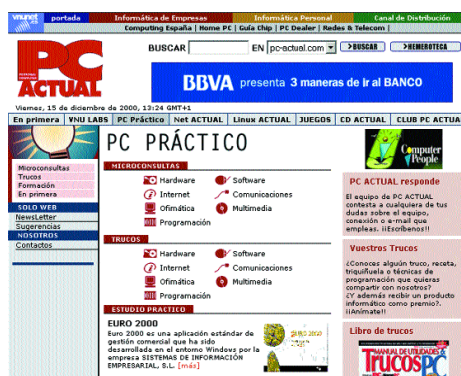 vnunet.es portada Informática de Empresas Informática Personal Canal de Distribución
Computing España | Home PC | Guía Chip | PC Dealer | Redes & Telecom |
PC ACTUAL
BUSCAR EN pc-actual.com >BUSCAR >HEMEROTECA
BBVA presenta 3 maneras de ir al BANCO
Viernes, 15 de diciembre de 2000, 13:24 GMT+1
En primera VNU LABS PC Práctico Net ACTUAL Linux ACTUAL JUEGOS CD ACTUAL CLUB PC ACTUA
Microconsultas
Trucos
Formación
En primera
SOLO WEB
NewsLetter
Sugerencias
NOSOTROS
Contactos
PC PRÁCTICO
MICROCONSULTAS
Hardware Software
Internet Comunicaciones
Ofimática Multimedia
Programación
TRUCOS
Hardware Software
Internet Comunicaciones
Ofimática Multimedia
Programación
ESTUDIO PRACTICO
EURO 2000
Euro 2000 es una aplicación estándar de
gestión comercial que ha sido
desarrollada en el entorno Windows por la
empresa SISTEMAS DE INFORMACIÓN
EMPRESARIAL, S.L. [más]
Computer
People
PC ACTUAL responde
El equipo de PC ACTUAL
contesta a cualquiera de tus
dudas sobre el equipo,
conexión o e-mail que
empleas. ¡¡Escríbenos!!
Vuestros Trucos
¿Conoces algún truco, receta,
triquiñuela o técnicas de
programación que quieras
compartir con nosotros?
¿Y además recibir un producto
informático como premio?.
¡¡Anímate!!
Libro de trucos
MANUAL DE UTILIDADES &
TRUCOSPC